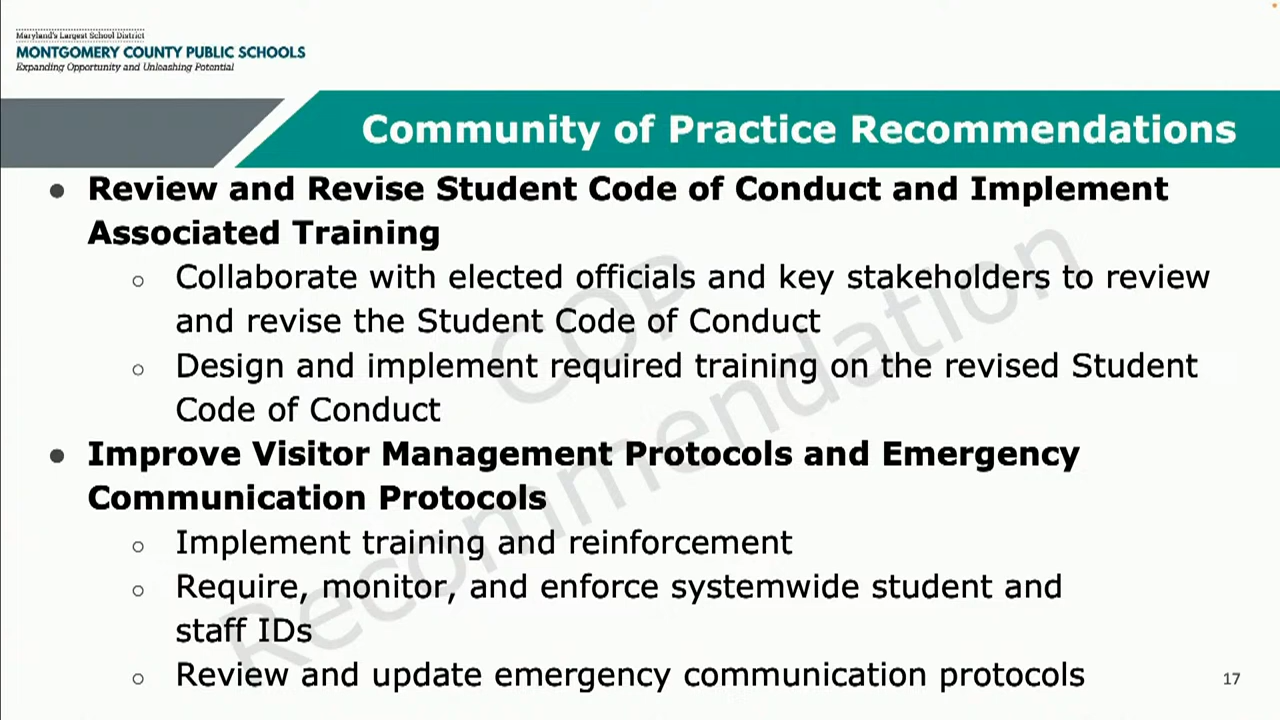 Maryland's Largest School District
MONTGOMERY COUNTY PUBLIC SCHOOLS
Expanding Opportunity and Unleashing Potential
Community of Practice Recommendations
● Review and Revise Student Code of Conduct and Implement
Associated Training
○ Collaborate with elected officials and key stakeholders to review
and revise the Student Code of Conduct
○ Design and implement required training on the revised Student
Code of Conduct
● Improve Visitor Management Protocols and Emergency
Communication Protocols
○ Implement training and reinforcement
○ Require, monitor, and enforce systemwide student and
staff IDs
○ Review and update emergency communication protocols
17
COP
Recommendation